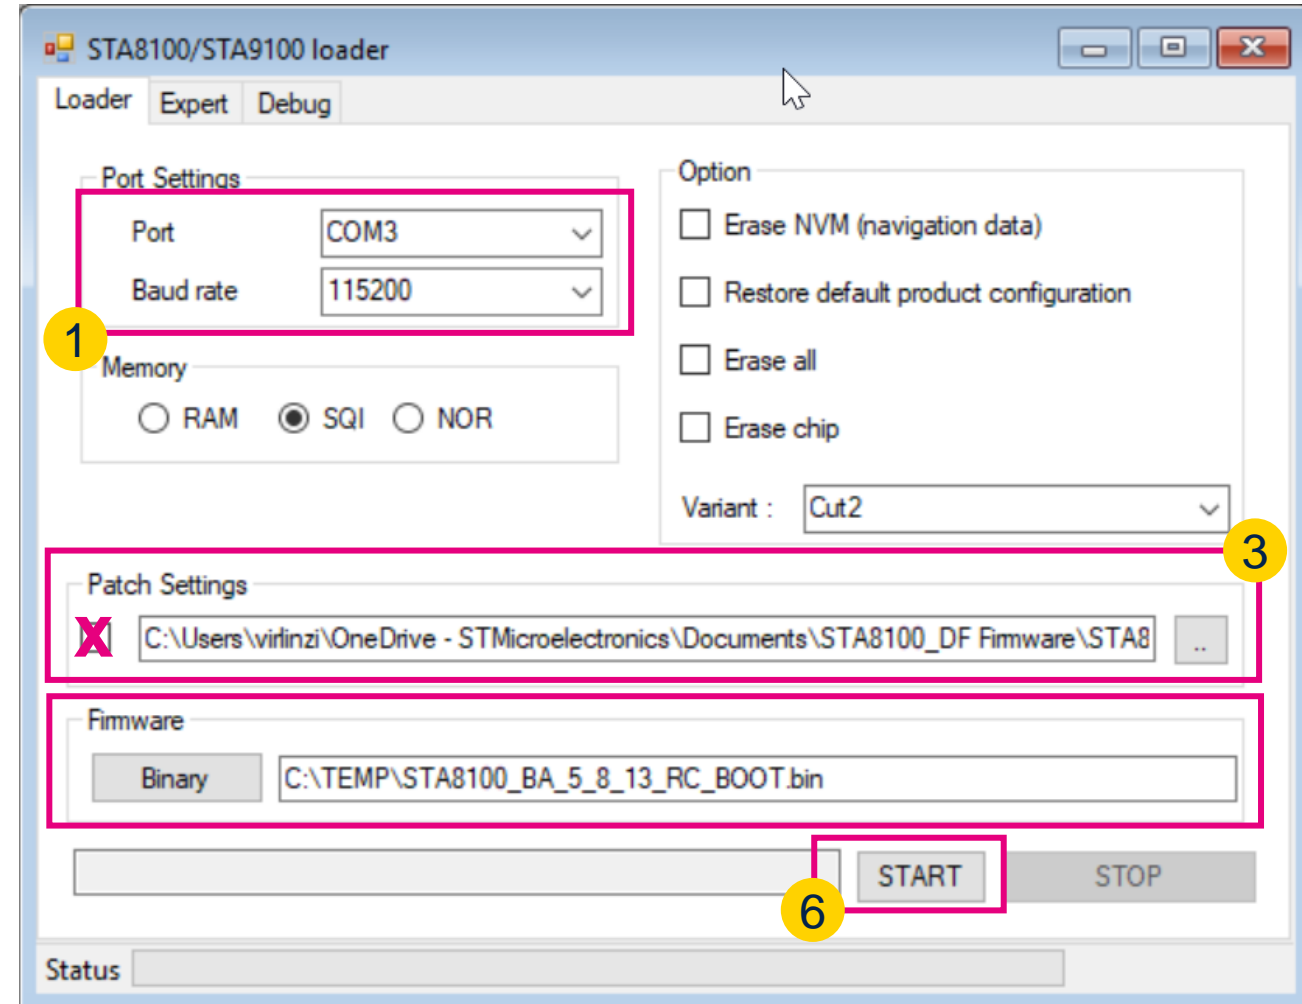 STA8100/STA9100 loader
Loader Expert Debug
Port Settings
Port COM3
Baud rate 115200
1
Memory
RAM SQI NOR
Option
Erase NVM (navigation data)
Restore default product configuration
Erase all
Erase chip
Variant : Cut2
3
Patch Settings
X C:\Users\virlinzi\OneDrive - STMicroelectronics\Documents\STA8100_DF Firmware\STA8 ..
Firmware
Binary C:\TEMP\STA8100_BA_5_8_13_RC_BOOT.bin
START STOP
6
Status